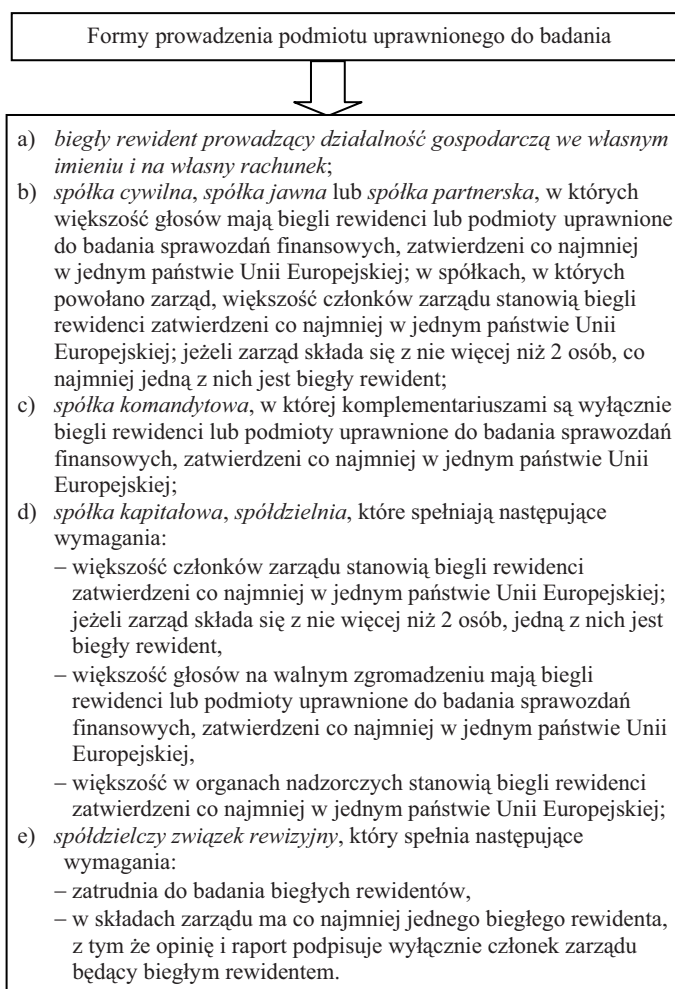 Formy prowadzenia podmiotu uprawnionego do badania
a) biegły rewident prowadzący działalność gospodarczą we własnym
imieniu i na własny rachunek;
b) spółka cywilna, spółka jawna lub spółka partnerska, w których
większość głosów mają biegli rewidenci lub podmioty uprawnione
do badania sprawozdań finansowych, zatwierdzeni co najmniej
w jednym państwie Unii Europejskiej; w spółkach, w których
powołano zarząd, większość członków zarządu stanowią biegli
rewidenci zatwierdzeni co najmniej w jednym państwie Unii
Europejskiej; jeżeli zarząd składa się z nie więcej niż 2 osób, co
najmniej jedną z nich jest biegły rewident;
c) spółka komandytowa, w której komplementariuszami są wyłącznie
biegli rewidenci lub podmioty uprawnione do badania sprawozdań
finansowych, zatwierdzeni co najmniej w jednym państwie Unii
Europejskiej;
d) spółka kapitałowa, spółdzielnia, które spełniają następujące
wymagania:
– większość członków zarządu stanowią biegli rewidenci
zatwierdzeni co najmniej w jednym państwie Unii Europejskiej;
jeżeli zarząd składa się z nie więcej niż 2 osób, jedną z nich jest
biegły rewident,
– większość głosów na walnym zgromadzeniu mają biegli
rewidenci lub podmioty uprawnione do badania sprawozdań
finansowych, zatwierdzeni co najmniej w jednym państwie Unii
Europejskiej,
– większość w organach nadzorczych stanowią biegli rewidenci
zatwierdzeni co najmniej w jednym państwie Unii Europejskiej;
e) spółdzielczy związek rewizyjny, który spełnia następujące
wymagania:
– zatrudnia do badania biegłych rewidentów,
– w składach zarządu ma co najmniej jednego biegłego rewidenta,
z tym że opinię i raport podpisuje wyłącznie członek zarządu
będący biegłym rewidentem.